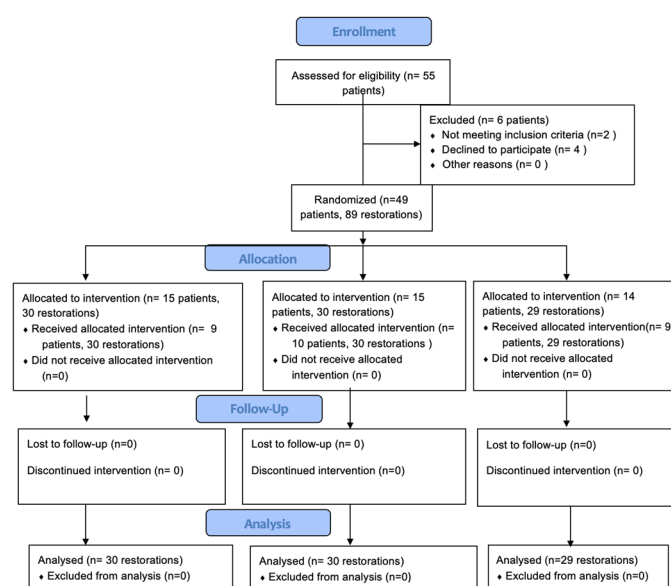 Enrollment
Assessed for eligibility (n= 55
patients)
Excluded (n= 6 patients)
♦ Not meeting inclusion criteria (n=2 )
♦ Declined to participate (n= 4 )
♦ Other reasons (n= 0 )
Randomized (n=49
patients, 89 restorations)
Allocation
Allocated to intervention (n= 15 patients,
30 restorations)
♦ Received allocated intervention (n= 9
patients, 30 restorations)
♦ Did not receive allocated intervention
(n=0)
Allocated to intervention (n= 15
patients, 30 restorations)
♦ Received allocated intervention (n=
10 patients, 30 restorations )
♦ Did not receive allocated
intervention (n= 0)
Allocated to intervention (n= 14
patients, 29 restorations)
♦ Received allocated intervention(n= 9
patients, 29 restorations)
♦ Did not receive allocated
intervention (n= 0)
Follow-Up
Lost to follow-up (n=0)
Discontinued intervention (n= 0)
Lost to follow-up (n= 0)
Discontinued intervention (n=0)
Lost to follow-up (n=0)
Discontinued intervention (n= 0)
Analysis
Analysed (n= 30 restorations)
♦ Excluded from analysis (n=0)
Analysed (n= 30 restorations)
♦ Excluded from analysis (n=0)
Analysed (n=29 restorations)
♦ Excluded from analysis (n=0)